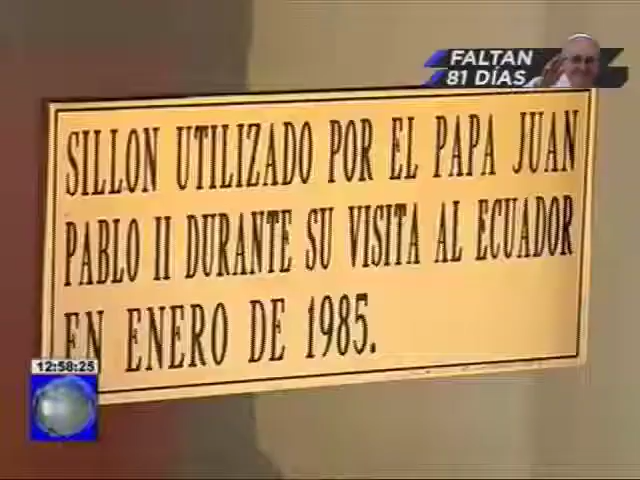 FALTAN
81 DÍAS
SILLON UTILIZADO POR EL PAPA JUAN
PABLO II DURANTE SU VISITA AL ECUADOR
EN ENERO DE 1985.
12:58:25